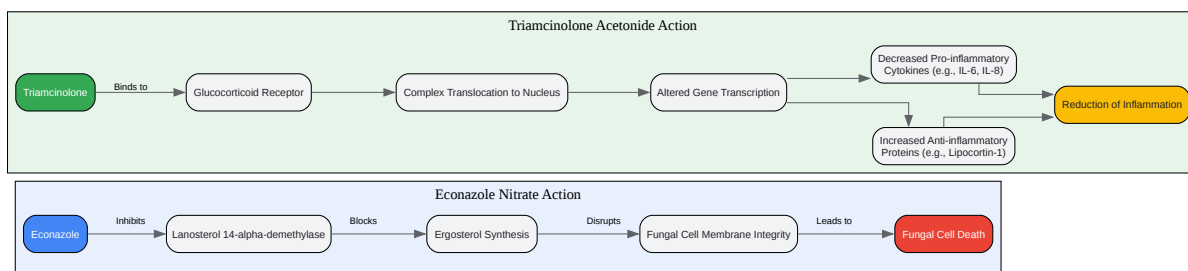 Triamcinolone Acetonide Action
Triamcinolone
Binds to
Glucocorticoid Receptor
Complex Translocation to Nucleus
Altered Gene Transcription
Decreased Pro-inflammatory
Cytokines (e.g., IL-6, IL-8)
Increased Anti-inflammatory
Proteins (e.g., Lipocortin-1)
Reduction of Inflammation
Econazole Nitrate Action
Econazole
Inhibits
Lanosterol 14-alpha-demethylase
Blocks
Ergosterol Synthesis
Disrupts
Fungal Cell Membrane Integrity
Leads to
Fungal Cell Death